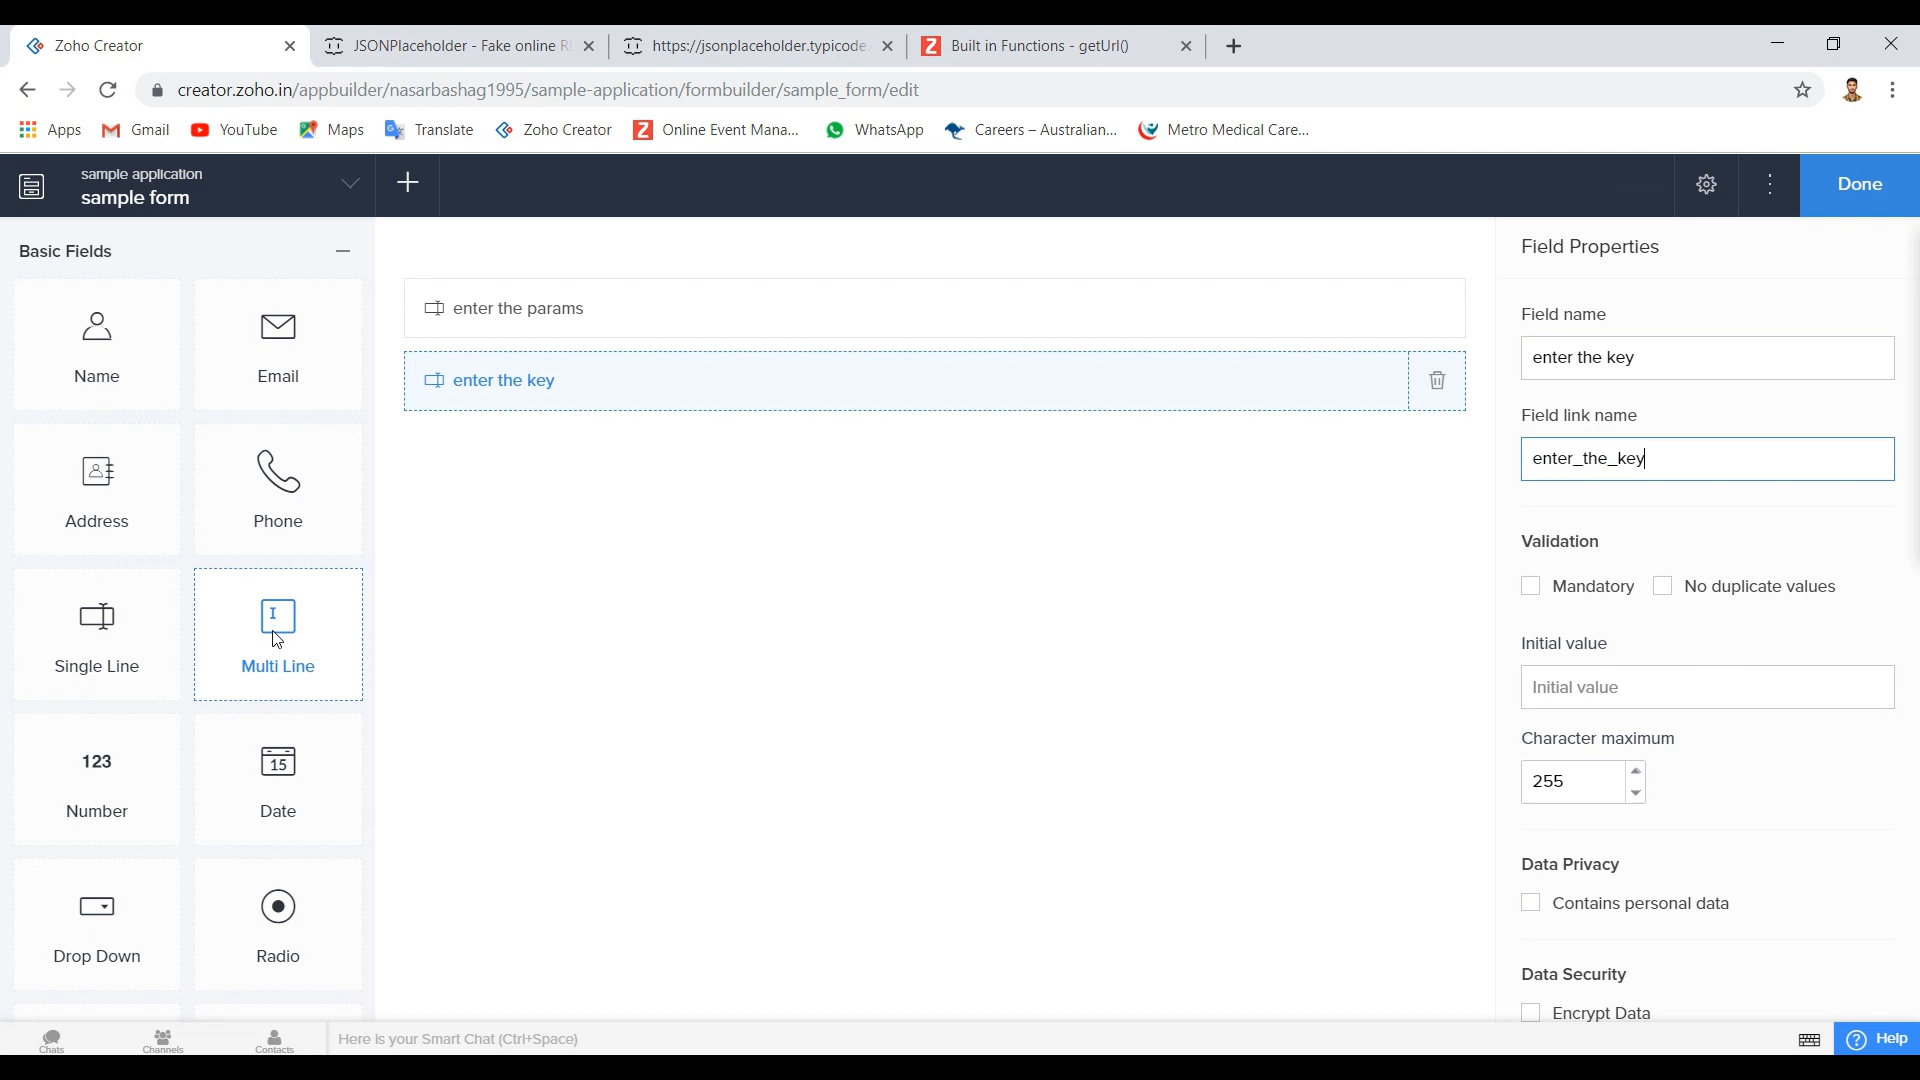 Zoho Creator
JSONPlaceholder - Fake online R
https://jsonplaceholder.typicode.
Built in Functions - getUrl()
creator.zoho.in/appbuilder/nasarbashag1995/sample-application/formbuilder/sample_form/edit
Apps
Gmail
YouTube
Maps
Translate
Zoho Creator
Online Event Mana...
WhatsApp
Careers – Australian...
Metro Medical Care...
sample application
sample form
Done
Basic Fields
Name
Email
Address
Phone
Single Line
Multi Line
123
Number
15
Date
Drop Down
Radio
enter the params
enter the key
Field Properties
Field name
enter the key
Field link name
enter_the_key
Validation
Mandatory
No duplicate values
Initial value
Initial value
Character maximum
255
Data Privacy
Contains personal data
Data Security
Encrypt Data
Chats
Channels
Contacts
Here is your Smart Chat (Ctrl+Space)
Help